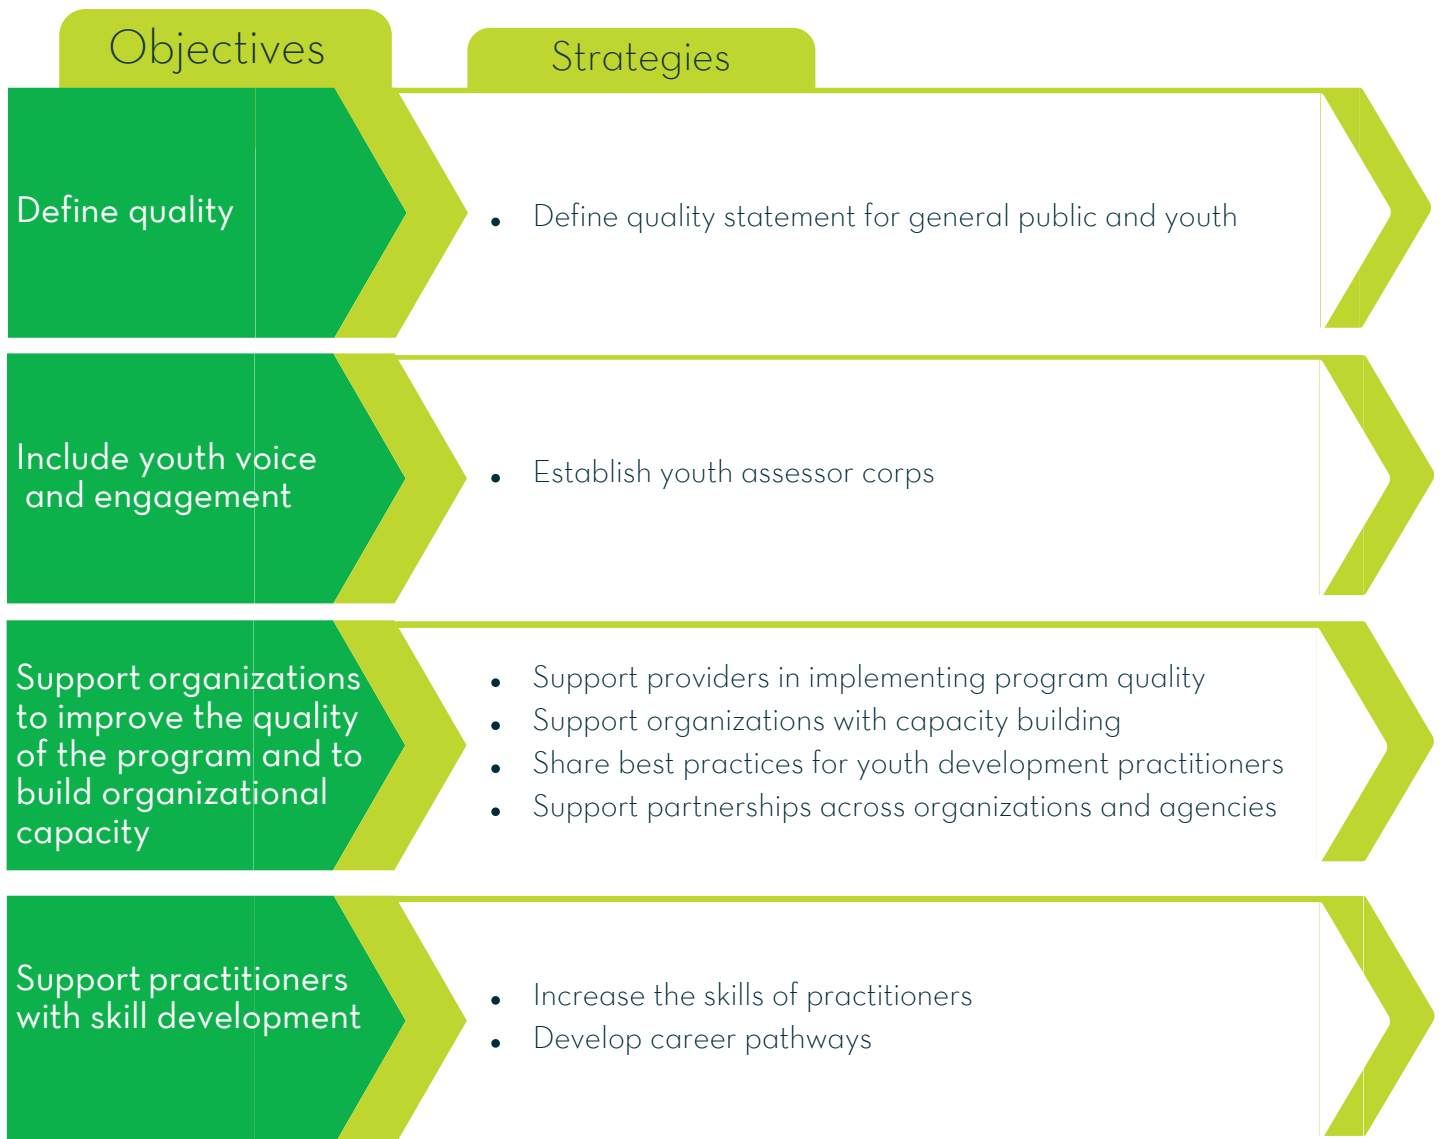 Objectives
Strategies
Define quality
• Define quality statement for general public and youth
Include youth voice
and engagement
• Establish youth assessor corps
Support organizations
to improve the quality
of the program and to
build organizational
capacity
• Support providers in implementing program quality
• Support organizations with capacity building
• Share best practices for youth development practitioners
• Support partnerships across organizations and agencies
Support practitioners
with skill development
• Increase the skills of practitioners
• Develop career pathways